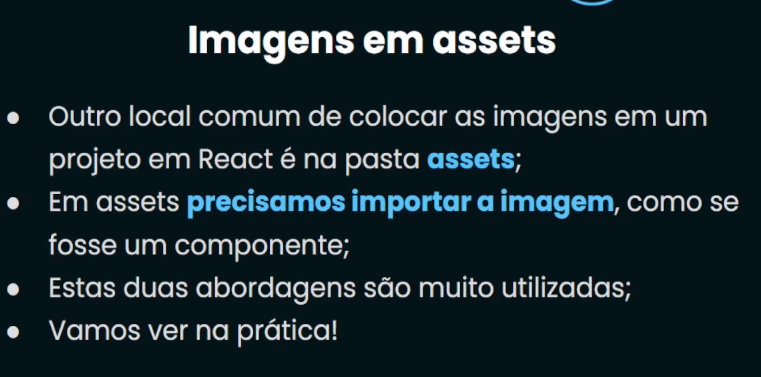 Imagens em assets
● Outro local comum de colocar as imagens em um
projeto em React é na pasta assets;
● Em assets precisamos importar a imagem, como se
fosse um componente;
● Estas duas abordagens são muito utilizadas;
● Vamos ver na prática!